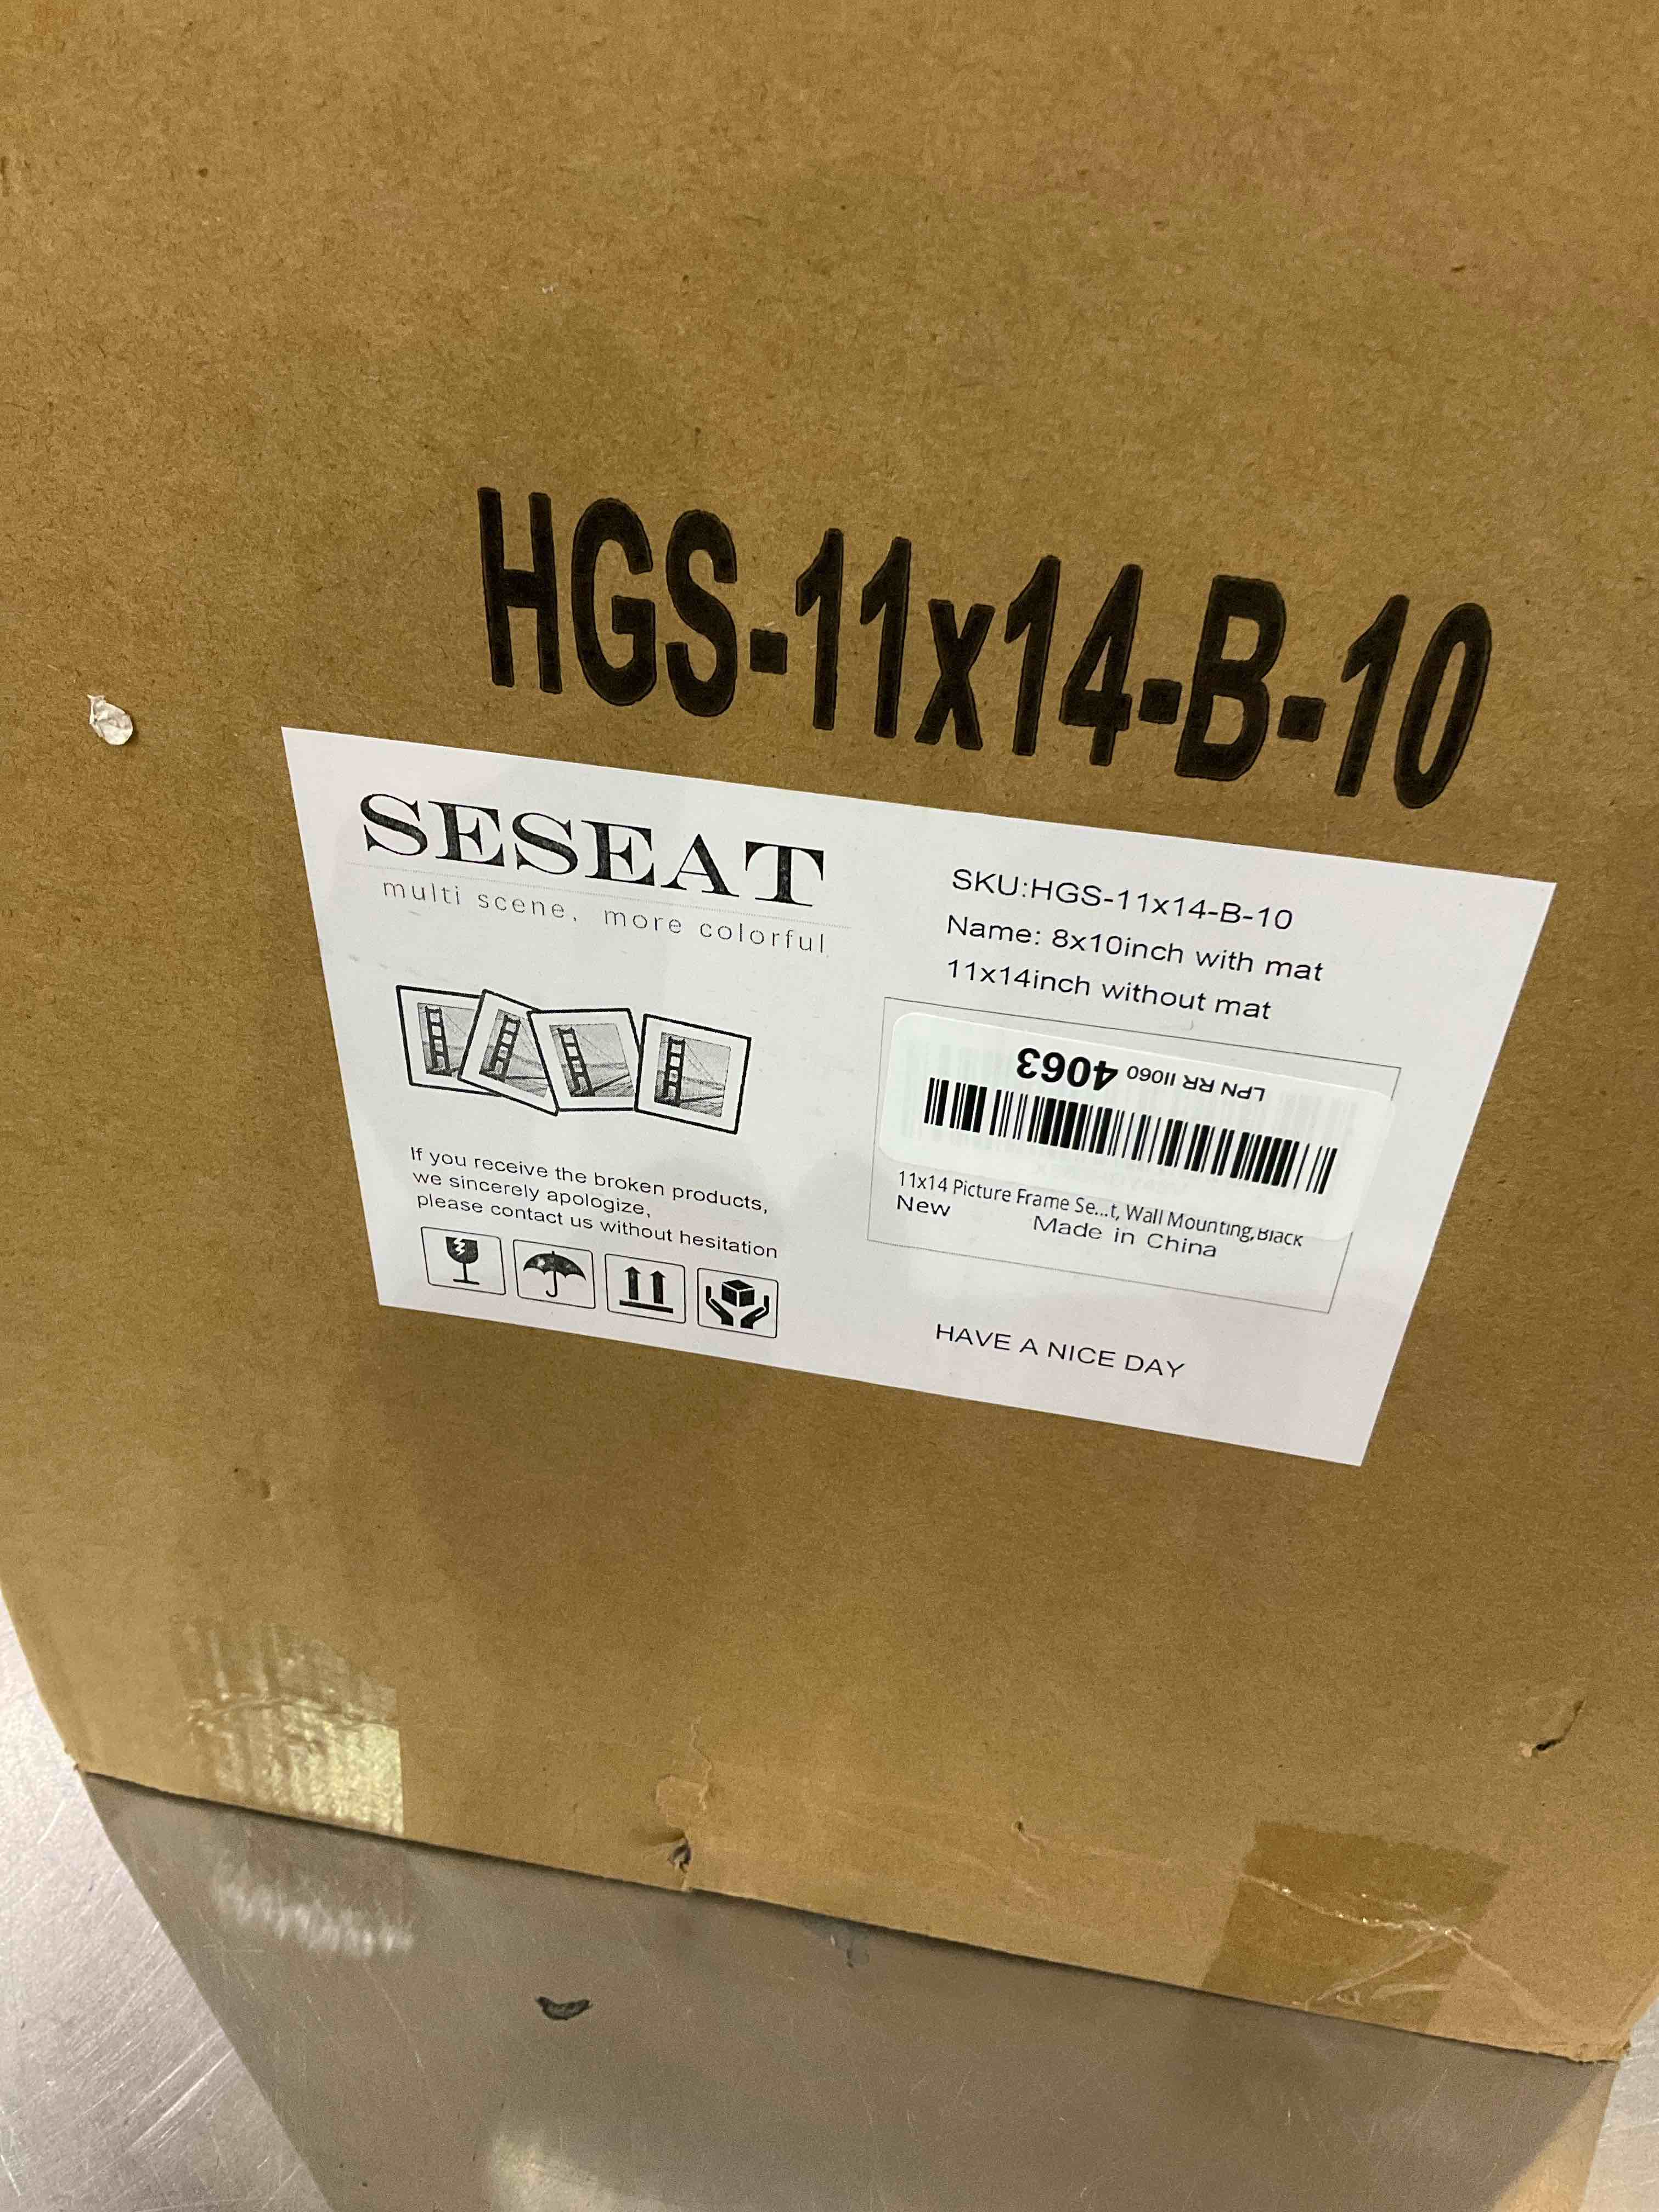 HGS-11x14-B-10
SESEAT
multi scene, more colorful
If you receive the broken products,
we sincerely apologize,
please contact us without hesitation
SKU:HGS-11x14-B-10
Name: 8x10inch with mat
11x14inch without mat
LPN RR II060 4063
11x14 Picture Frame Se...t, Wall Mounting,Black
New
Made in China
HAVE A NICE DAY